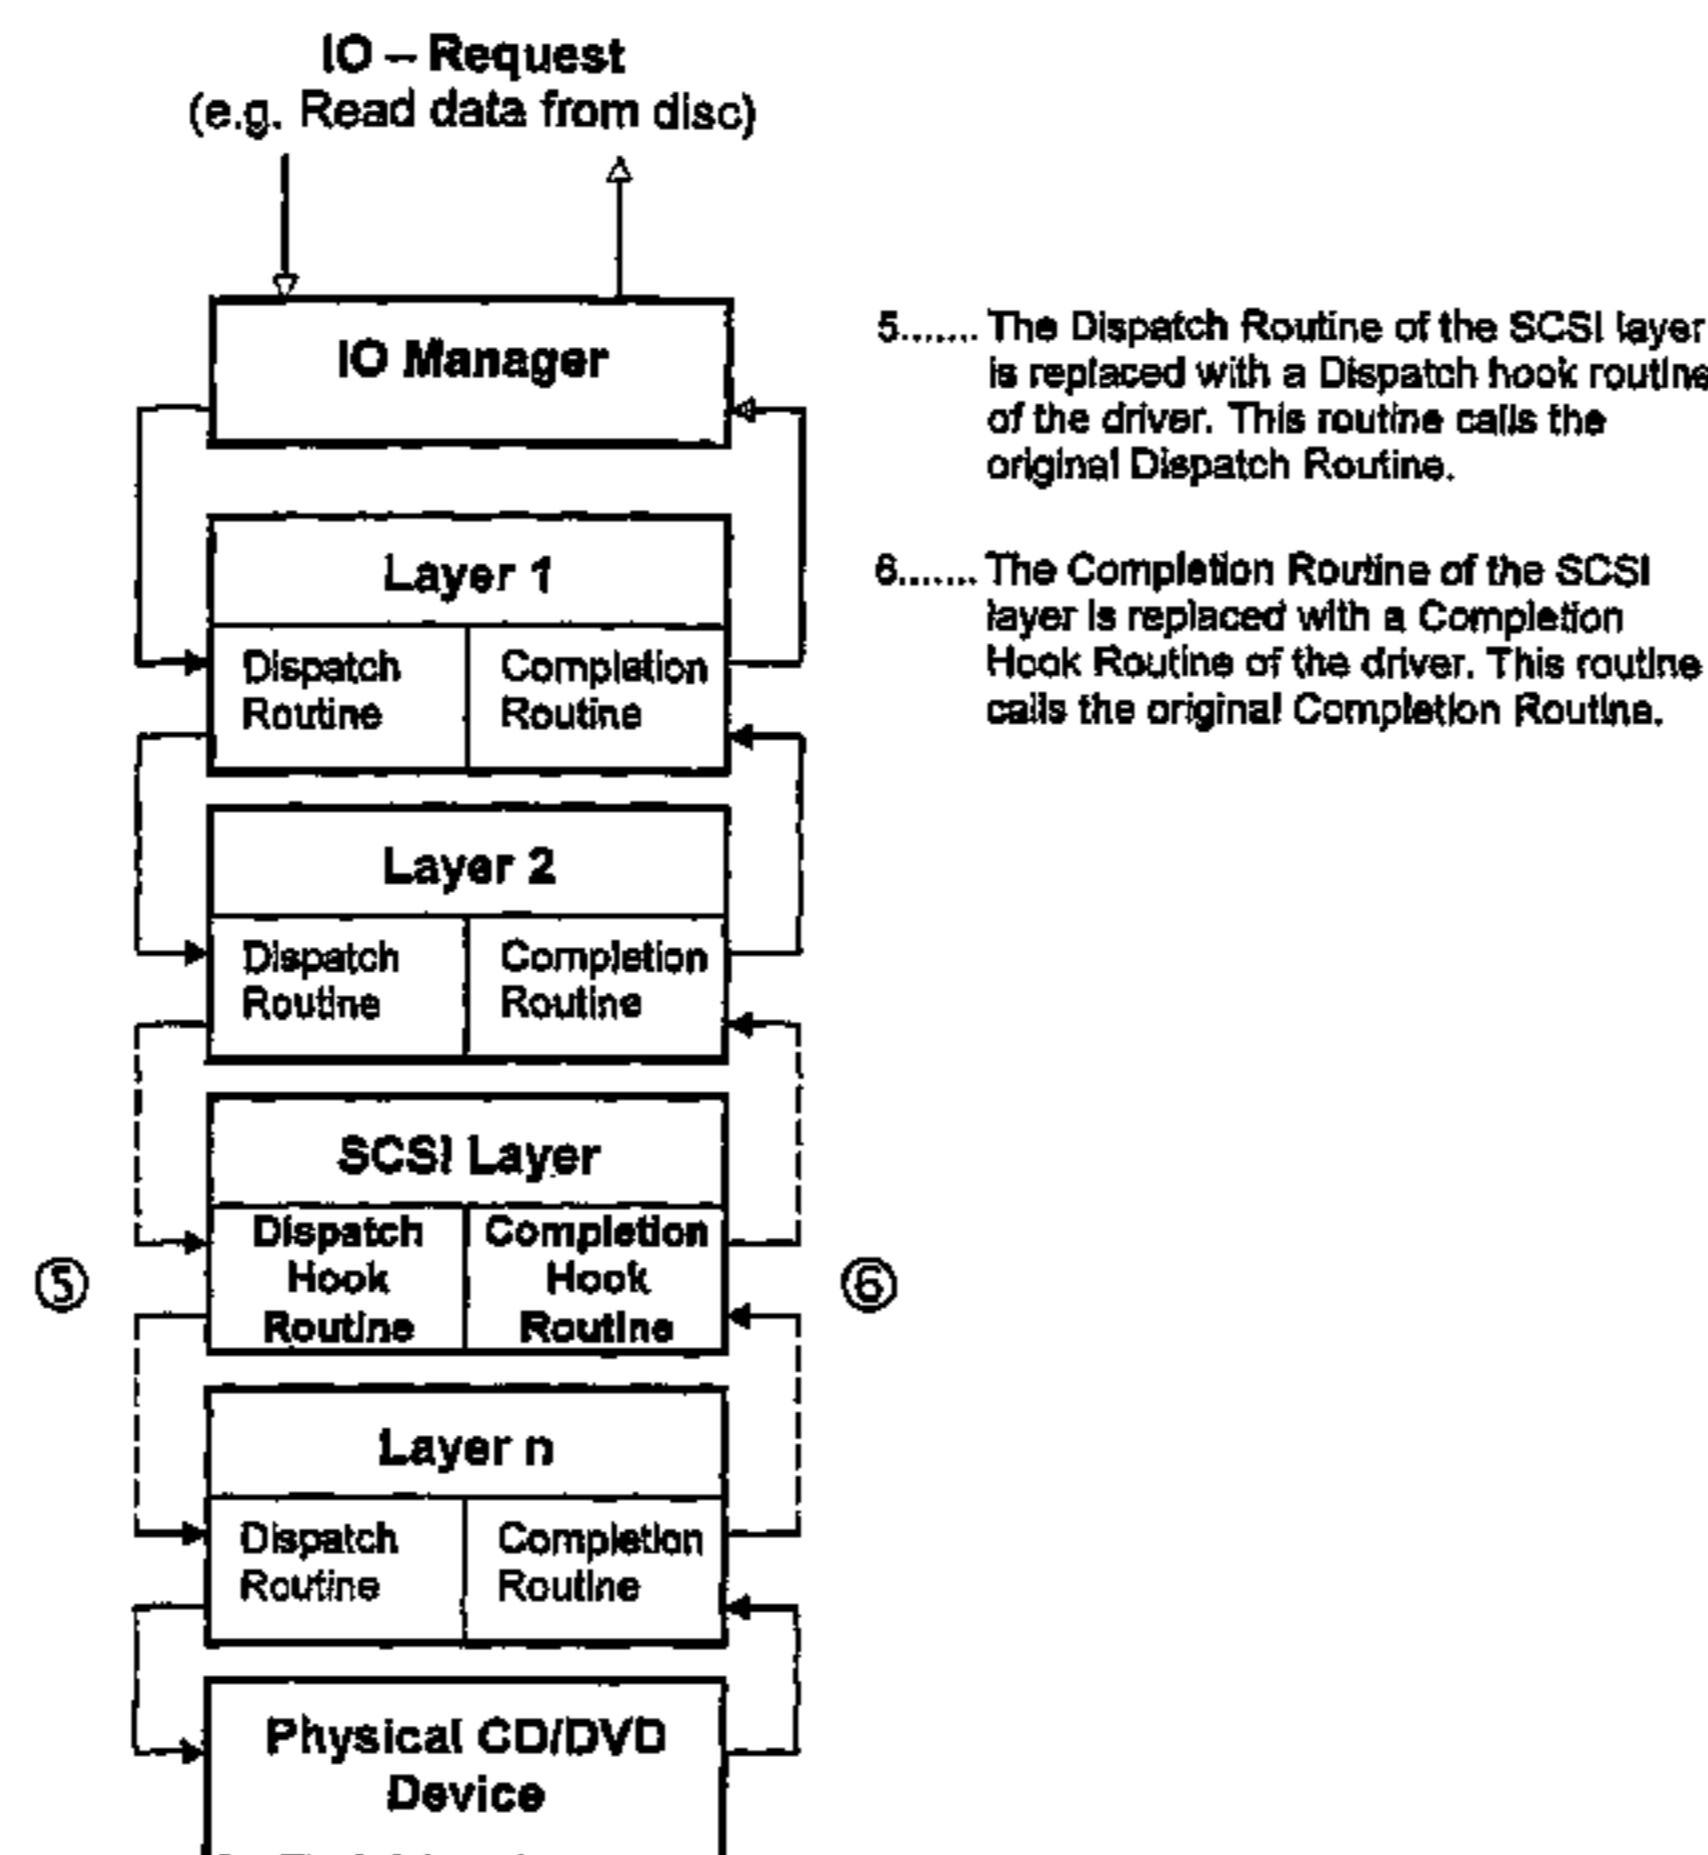 IO – Request
(e.g. Read data from disc)
IO Manager
5....... The Dispatch Routine of the SCSI layer
is replaced with a Dispatch hook routine
of the driver. This routine calls the
original Dispatch Routine.
6....... The Completion Routine of the SCSI
layer is replaced with a Completion
Hook Routine of the driver. This routine
calls the original Completion Routine.
Layer 1
Dispatch
Routine
Completion
Routine
Layer 2
Dispatch
Routine
Completion
Routine
SCSI Layer
Dispatch
Hook
Routine
Completion
Hook
Routine
5
6
Layer n
Dispatch
Routine
Completion
Routine
Physical CD/DVD
Device